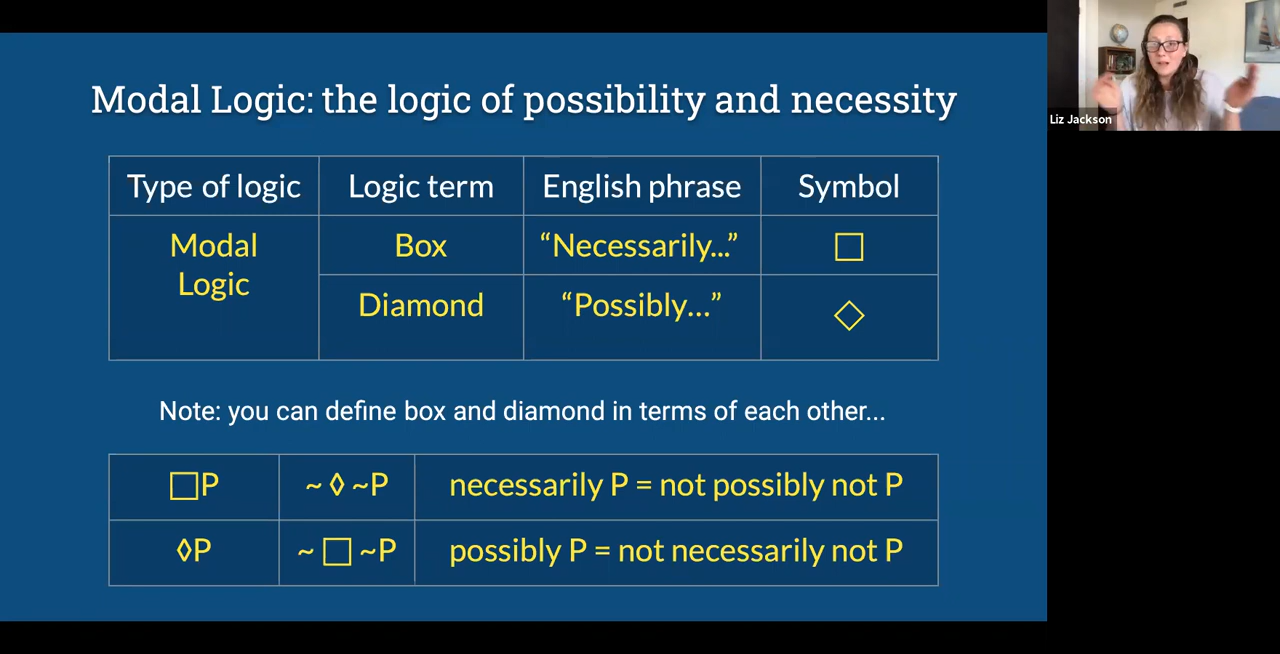 Modal Logic: the logic of possibility and necessity
Type of logic Logic term English phrase Symbol
Modal Logic Box “Necessarily...” □
Diamond “Possibly…” ◇
Note: you can define box and diamond in terms of each other...
□P ~ ◊ ~P necessarily P = not possibly not P
◊P ~ □ ~P possibly P = not necessarily not P
Liz Jackson